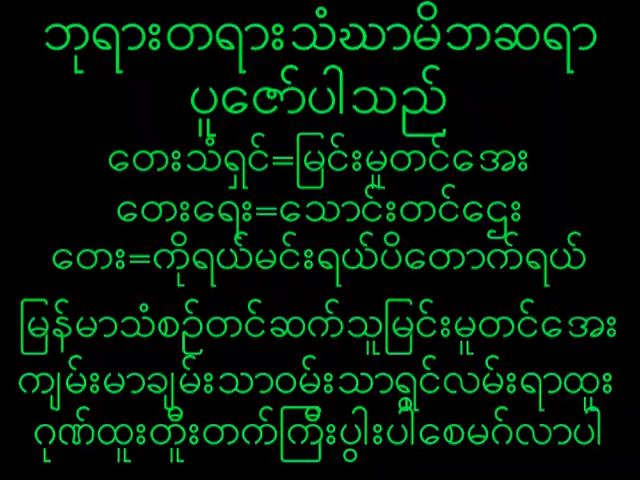 ဘုရားတရားသံဃာမိဘဆရာ
ပူဇော်ပါသည်
တေးသံရှင်=မြင်းမူတင်အေး
တေးရေး=သောင်းတင်ဌေး
တေး=ကိုရယ်မင်းရယ်ပိတောက်ရယ်
မြန်မာသံစဉ်တင်ဆက်သူမြင်းမူတင်အေး
ကျမ်းမာချမ်းသာဝမ်းသာရွှင်လမ်းရာထူး
ဂုဏ်ထူးတိူးတက်ကြီးပွါးပါစေမင်္ဂလာပါ